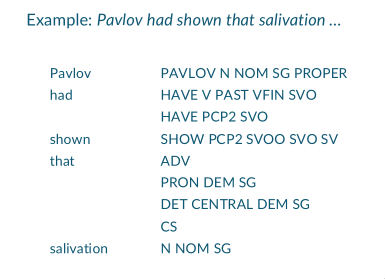 Example: Pavlov had shown that salivation …
Pavlov PAVLOV N NOM SG PROPER
had HAVE V PAST VFIN SVO
HAVE PCP2 SVO
shown SHOW PCP2 SVOO SVO SV
that ADV
PRON DEM SG
DET CENTRAL DEM SG
CS
salivation N NOM SG